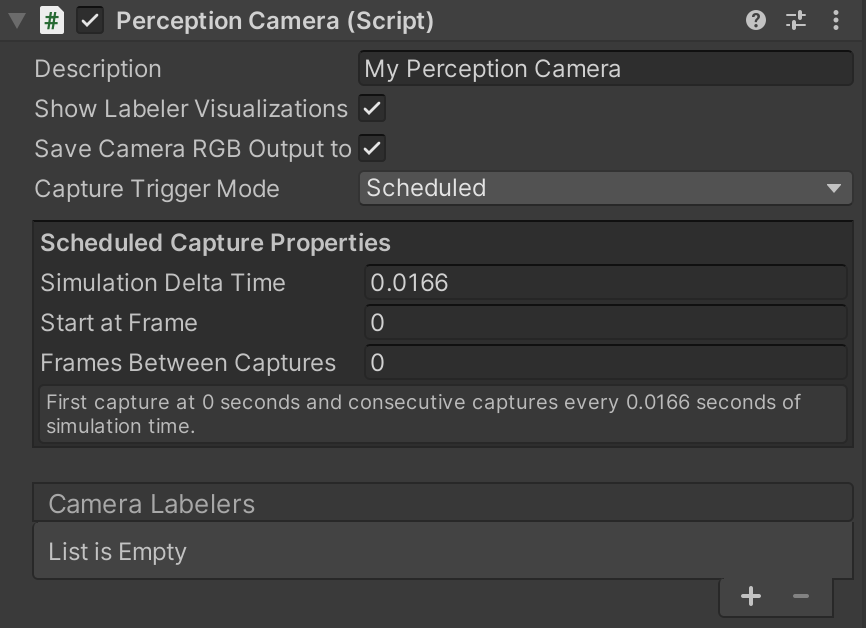 # Perception Camera (Script)
Description My Perception Camera
Show Labeler Visualizations
Save Camera RGB Output to
Capture Trigger Mode Scheduled
Scheduled Capture Properties
Simulation Delta Time 0.0166
Start at Frame 0
Frames Between Captures 0
First capture at 0 seconds and consecutive captures every 0.0166 seconds of
simulation time.
Camera Labelers
List is Empty
+ −